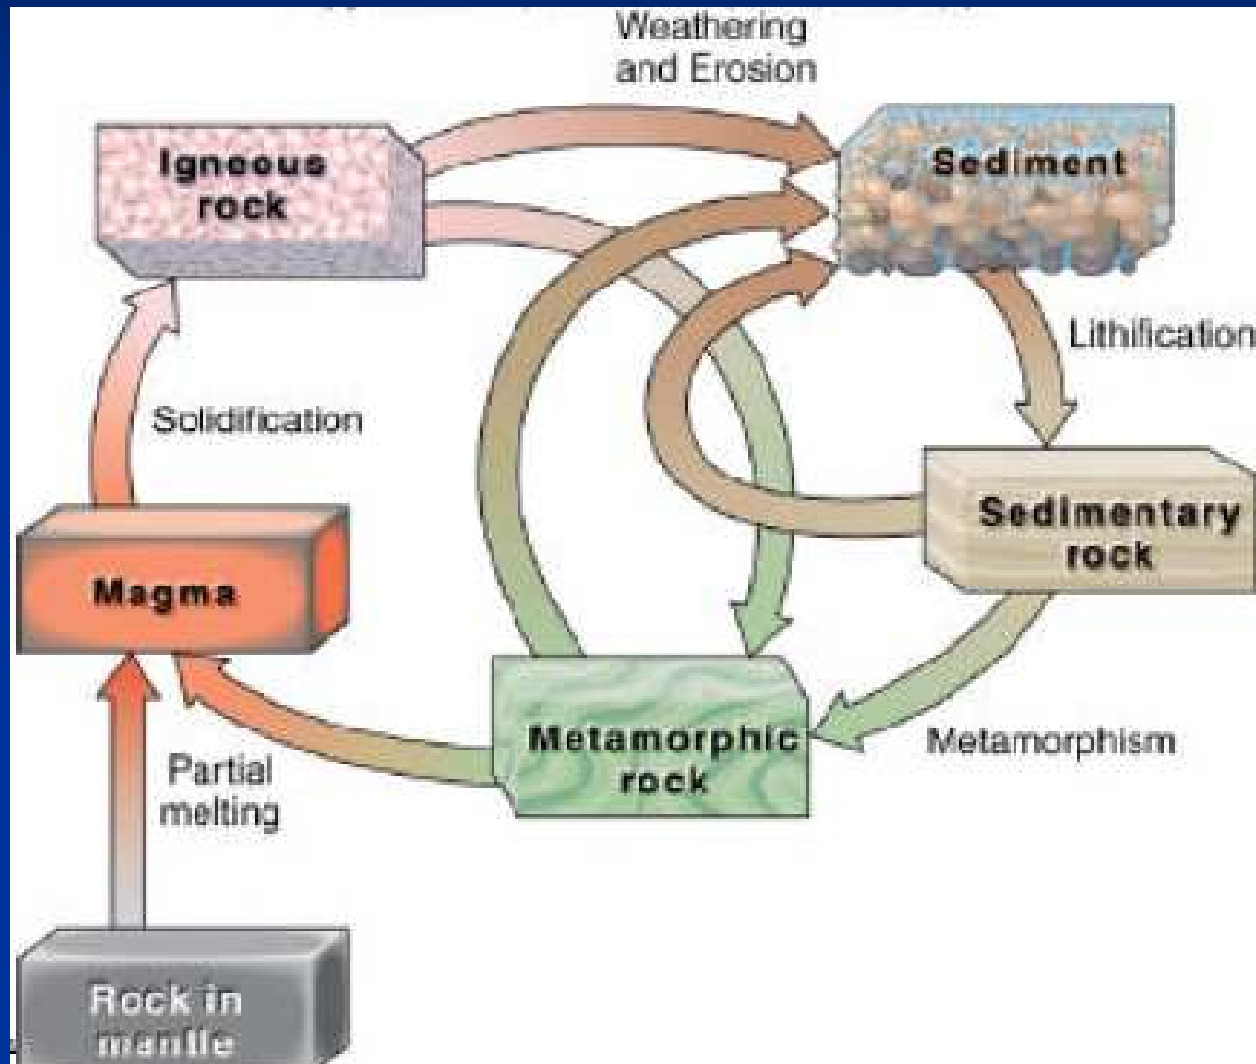 Weathering
and Erosion
Igneous
rock
Sediment
Lithification
Solidification
Sedimentary
rock
Magma
Metamorphic
rock
Metamorphism
Partial
melting
Rock in
mantle